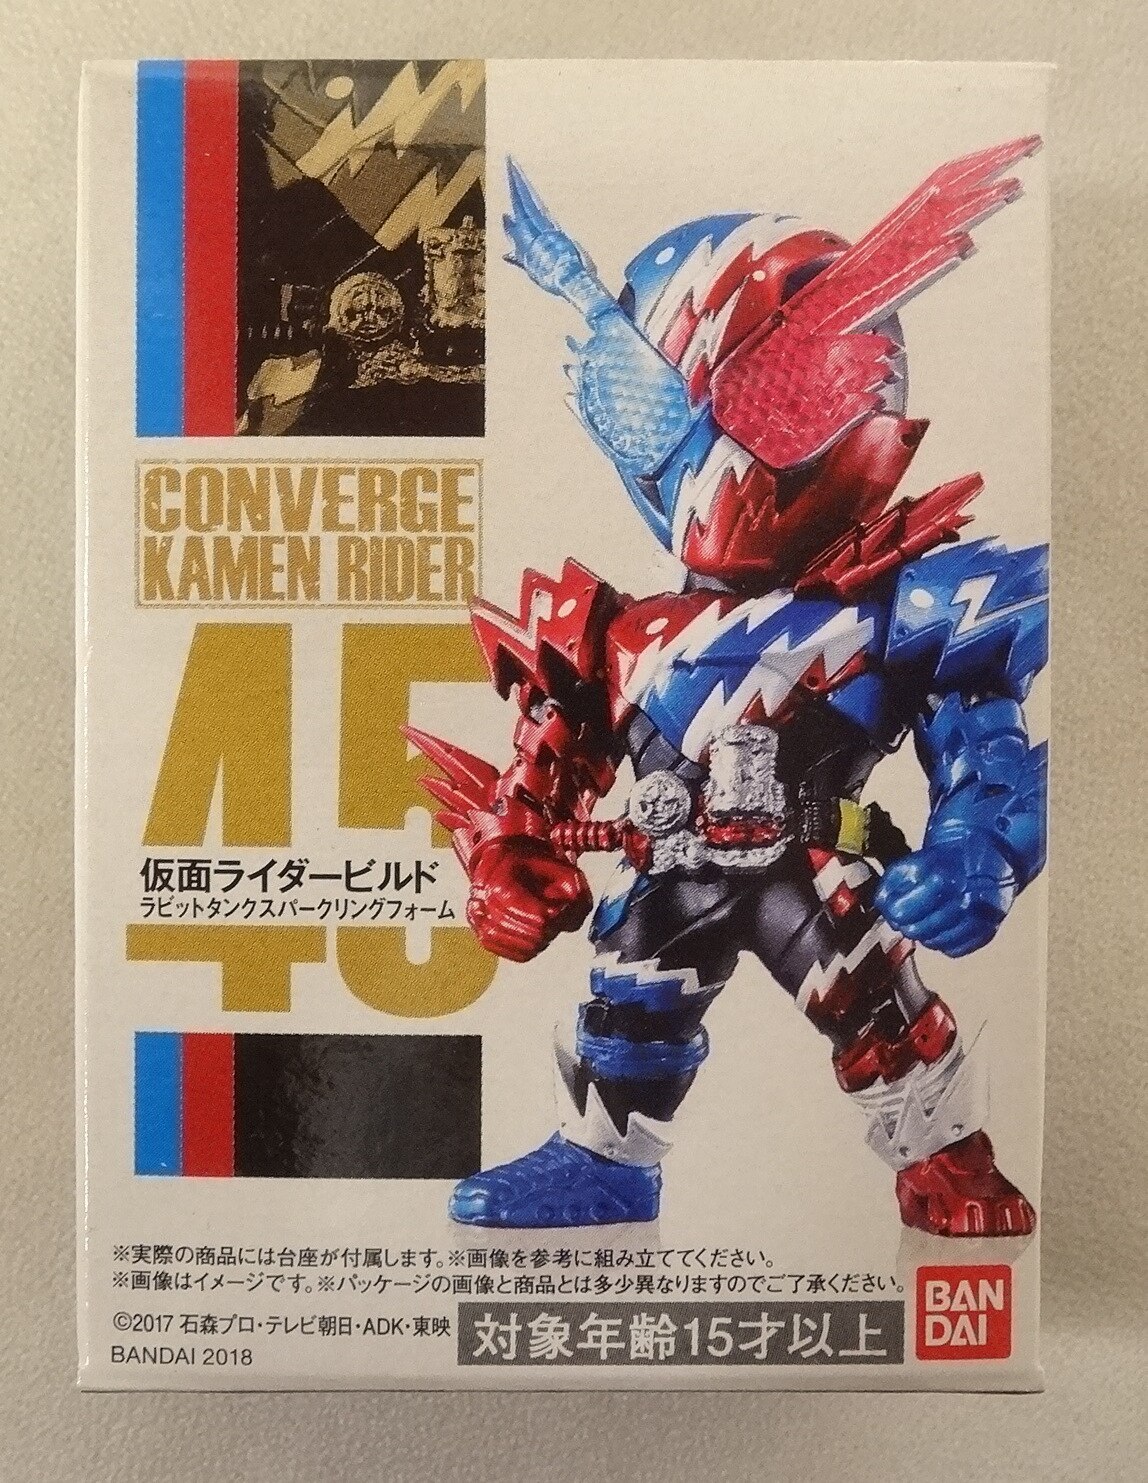 CONVERGE
KAMEN RIDER
45
仮面ライダービルド
ラビットタンクスパークリングフォーム
※実際の商品には台座が付属します。※画像を参考に組み立ててください。
※画像はイメージです。※パッケージの画像と商品とは多少異なりますのでご了承ください。
©2017 石森プロ・テレビ朝日・ADK・東映
BANDAI 2018
対象年齢15才以上
BAN
DAI